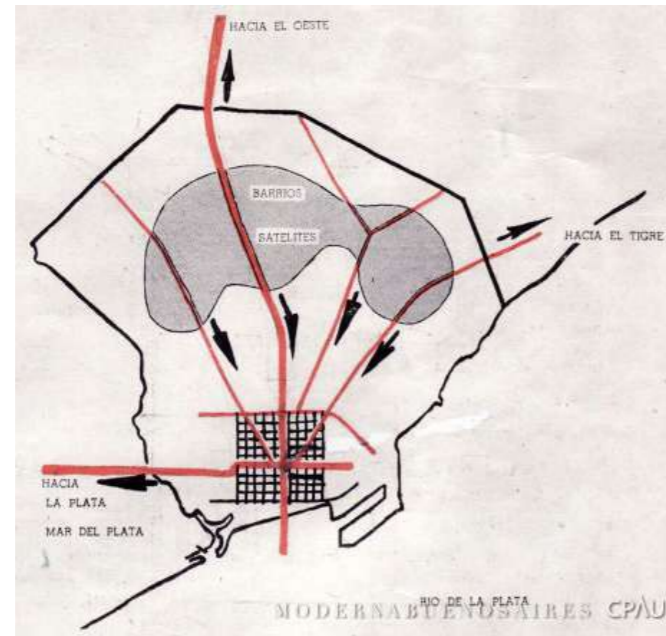 HACIA EL OESTE
BARRIOS
SATELITES
HACIA EL TIGRE
HACIA
LA PLATA
MAR DEL PLATA
RIO DE LA PLATA
MODERNABUENOSAIRES CPAU